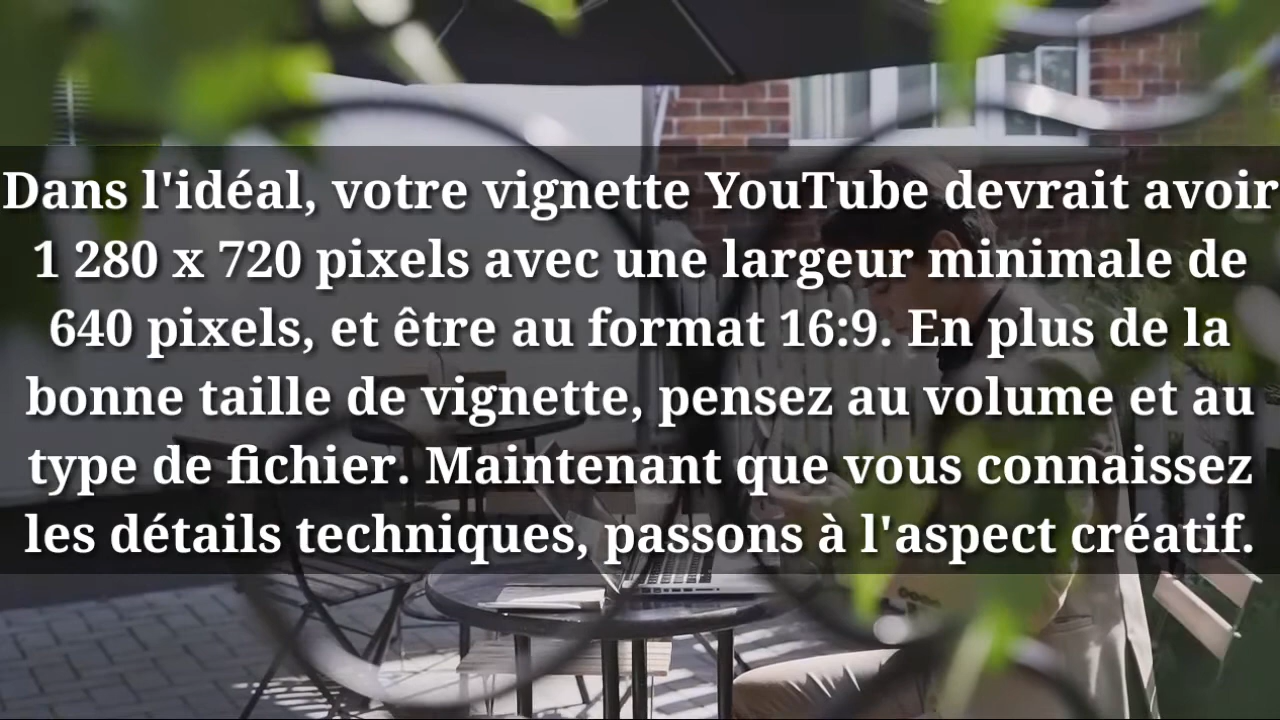 Dans l'idéal, votre vignette YouTube devrait avoir
1 280 x 720 pixels avec une largeur minimale de
640 pixels, et être au format 16:9. En plus de la
bonne taille de vignette, pensez au volume et au
type de fichier. Maintenant que vous connaissez
les détails techniques, passons à l'aspect créatif.